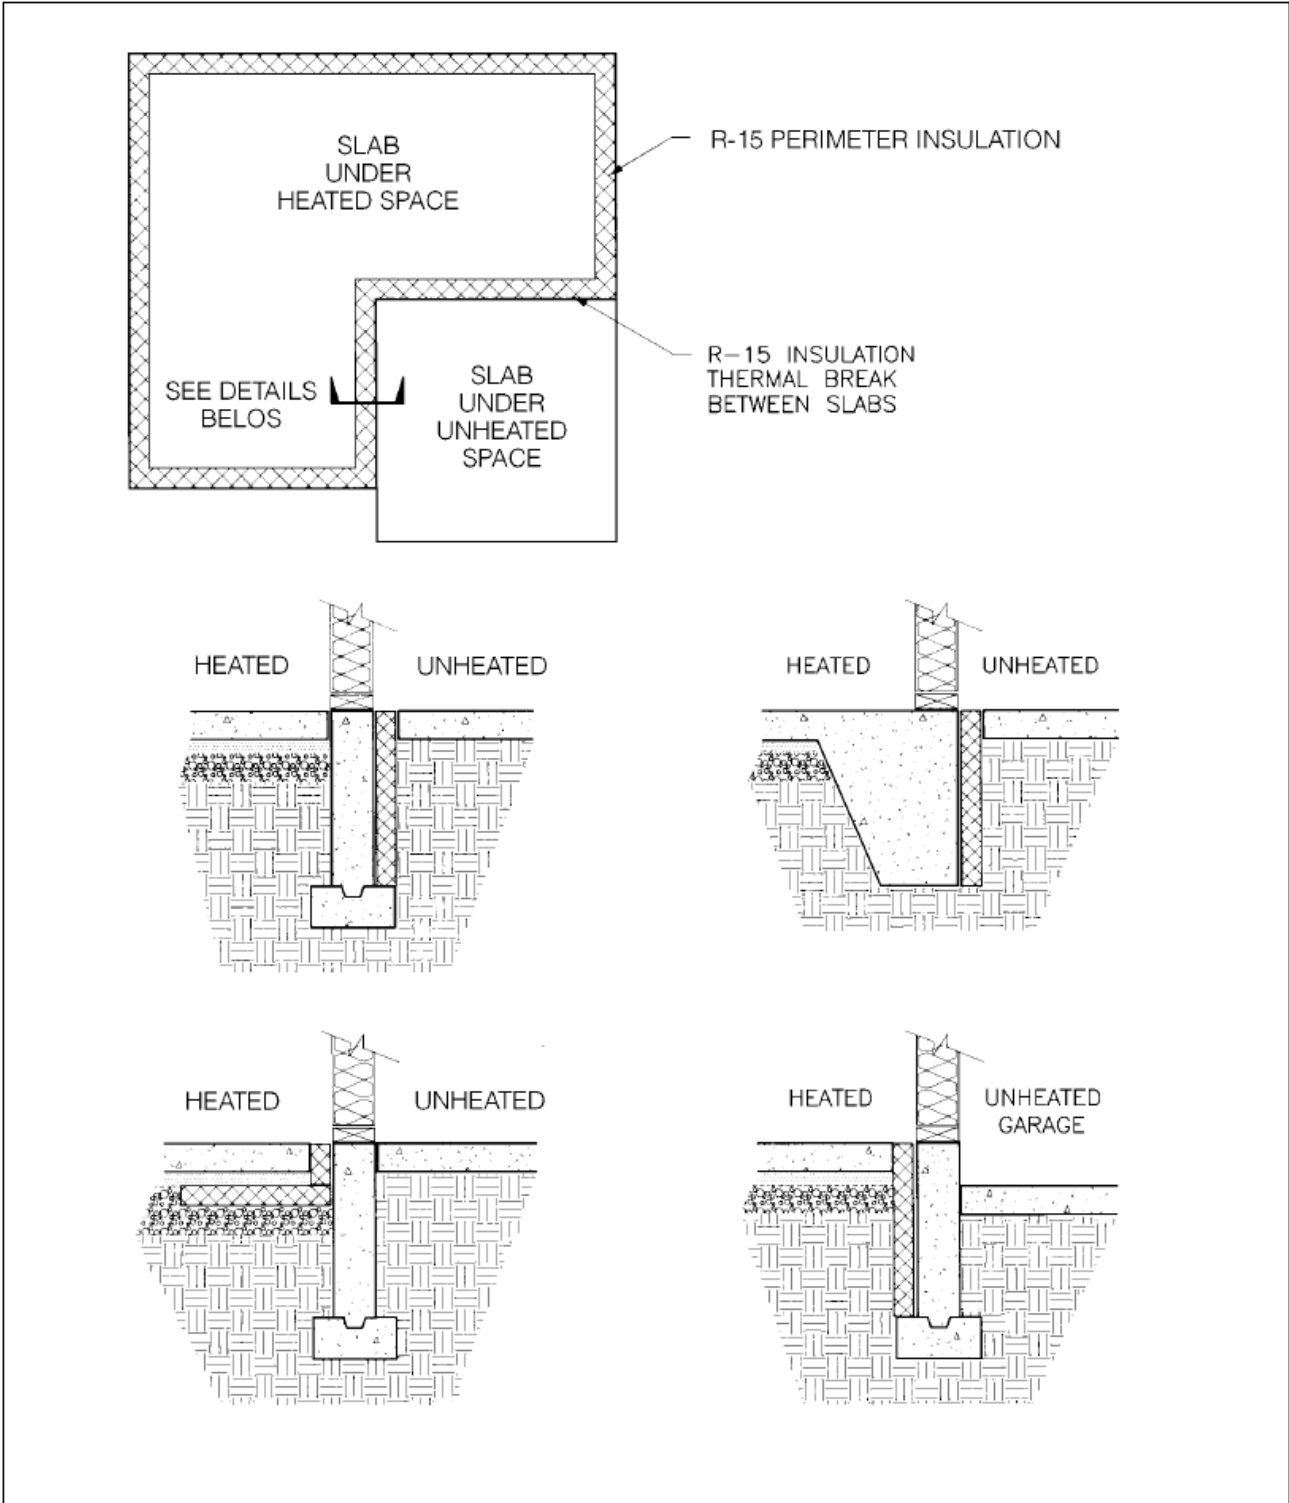 SLAB
UNDER
HEATED SPACE
R-15 PERIMETER INSULATION
R-15 INSULATION
THERMAL BREAK
BETWEEN SLABS
SEE DETAILS
BELOS
SLAB
UNDER
UNHEATED
SPACE
HEATED
UNHEATED
HEATED
UNHEATED
HEATED
UNHEATED
HEATED
UNHEATED
GARAGE